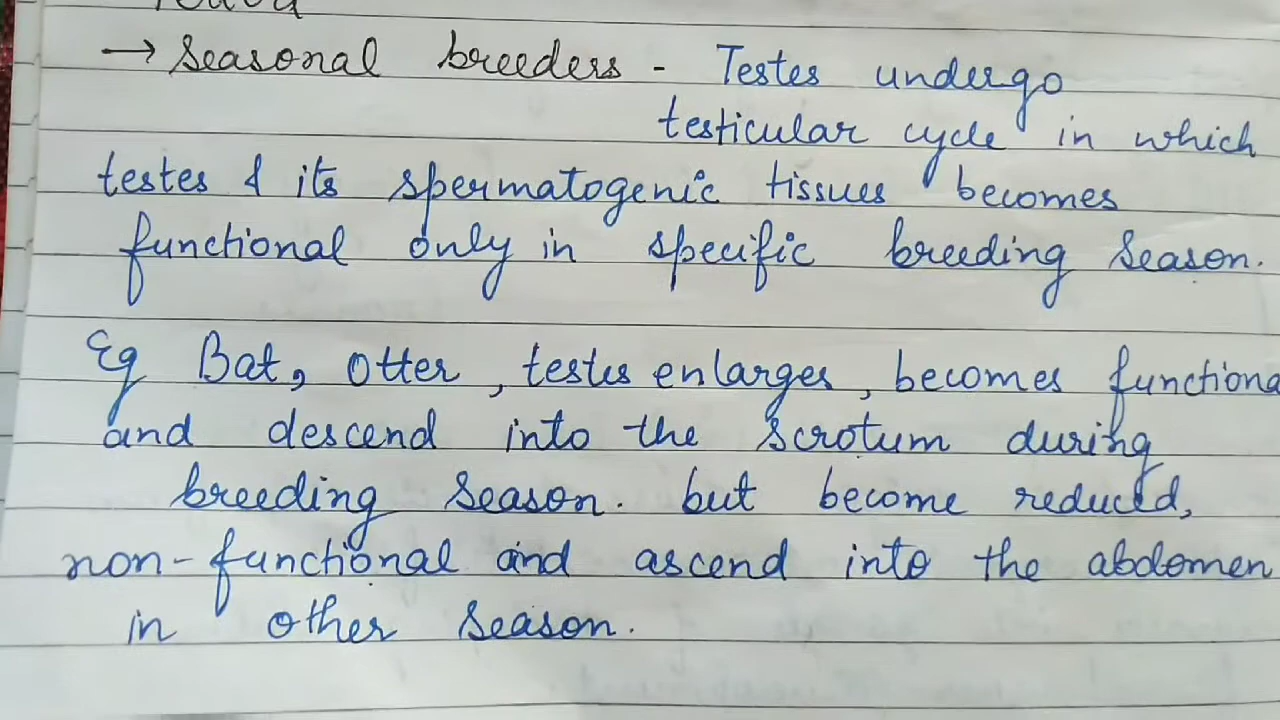 → Seasonal breeders - Testes undergo
testicular cycle in which
testes & its spermatogenic tissues becomes
functional only in specific breeding season.
Eg Bat, Otter, testes enlarges, becomes functiona
and descend into the scrotum during
breeding season. but become reduced,
non-functional and ascend into the abdomen
in other season.